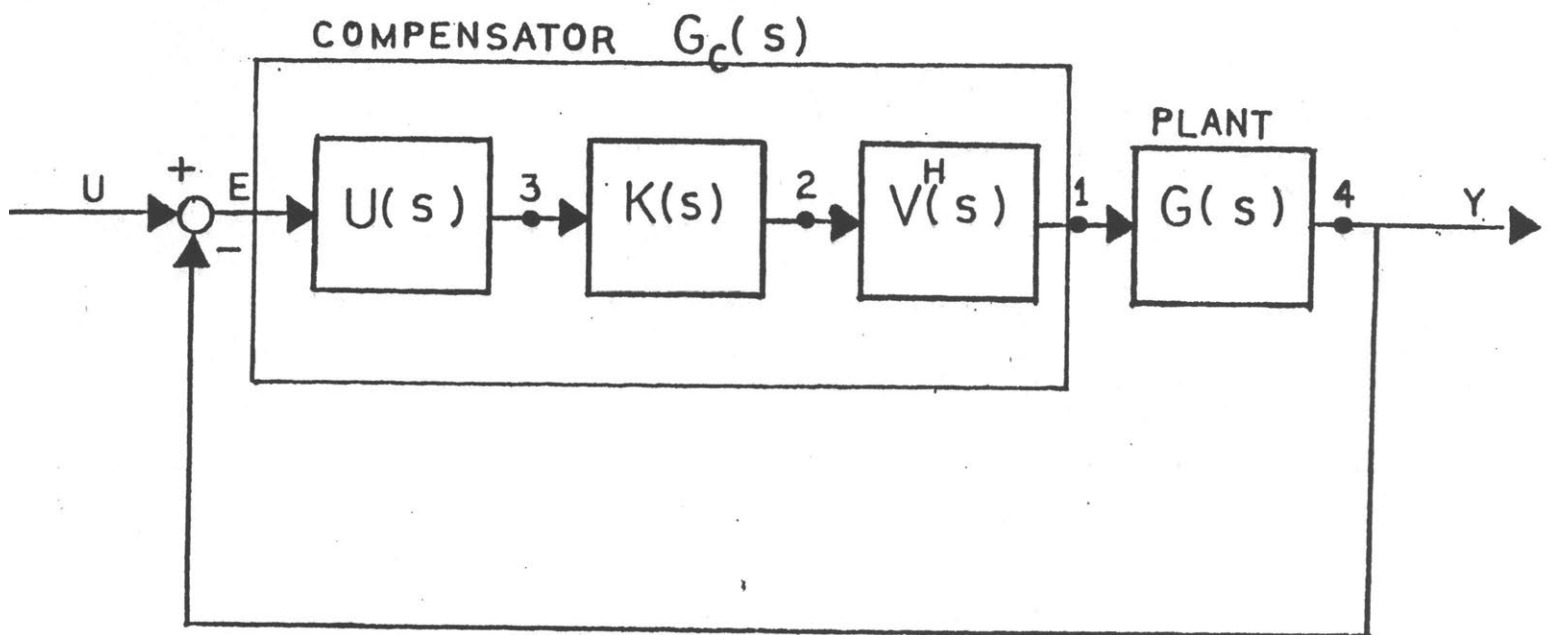 COMPENSATOR G_C(s)
PLANT
U
+
E
U(s)
3
K(s)
2
V^H(s)
1
G(s)
4
Y
−